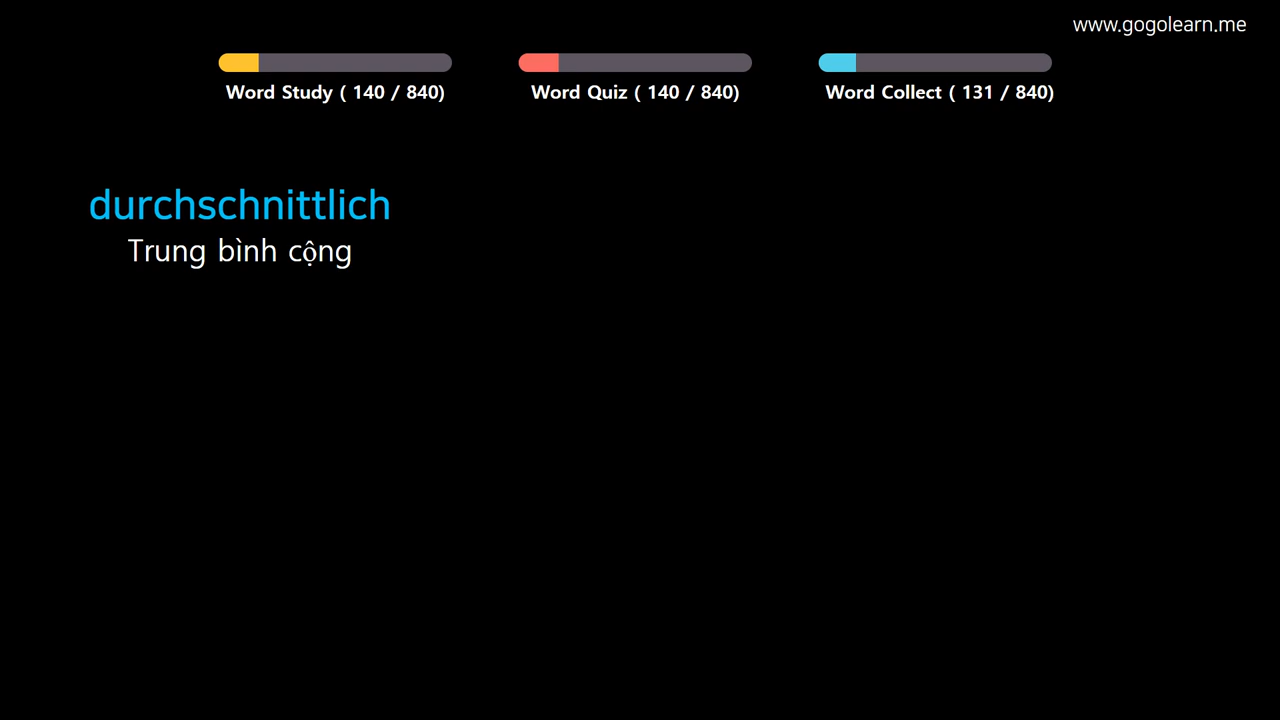 www.gogolearn.me
Word Study ( 140 / 840)
Word Quiz ( 140 / 840)
Word Collect ( 131 / 840)
durchschnittlich
Trung bình cộng